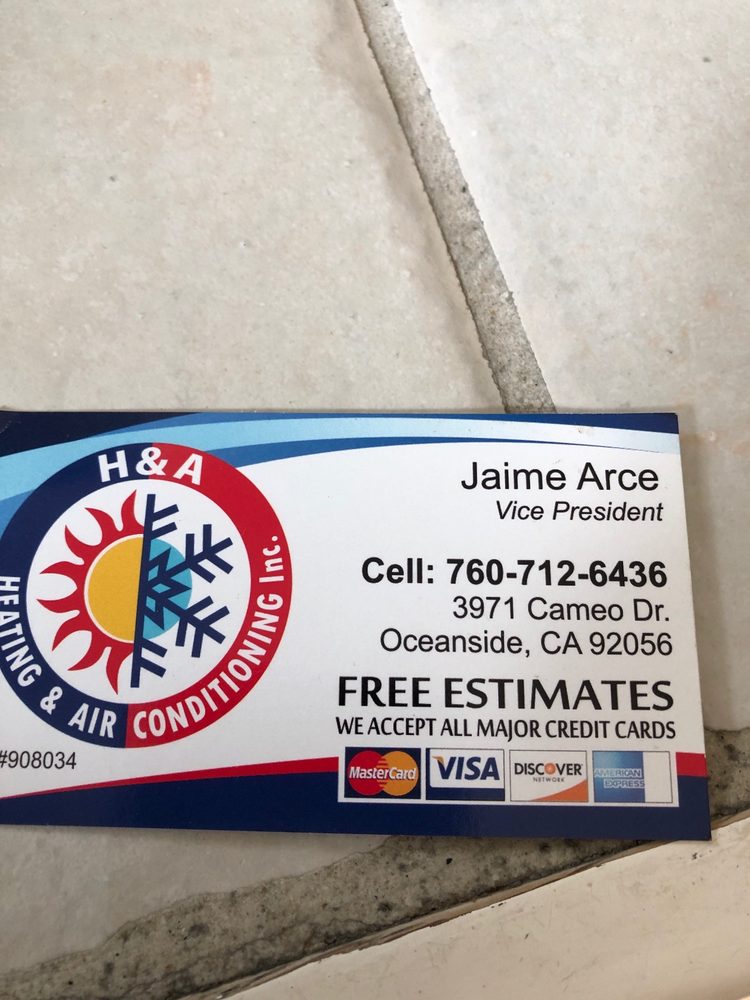 H&A
HEATING & AIR CONDITIONING Inc.
#908034
Jaime Arce
Vice President
Cell: 760-712-6436
3971 Cameo Dr.
Oceanside, CA 92056
FREE ESTIMATES
WE ACCEPT ALL MAJOR CREDIT CARDS
MasterCard
VISA
DISCOVER
NETWORK
AMERICAN
EXPRESS